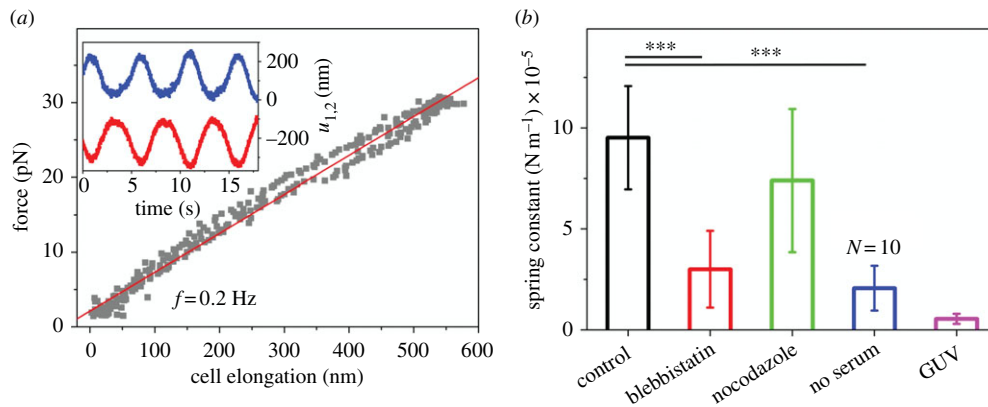 (a)
force (pN)
30
20
10
0
200
0
−200
u1,2 (nm)
0
5
10
15
time (s)
f = 0.2 Hz
0
100
200
300
400
500
600
cell elongation (nm)
(b)
spring constant (N m−1) × 10−5
10
5
0
***
***
N = 10
control
blebbistatin
nocodazole
no serum
GUV